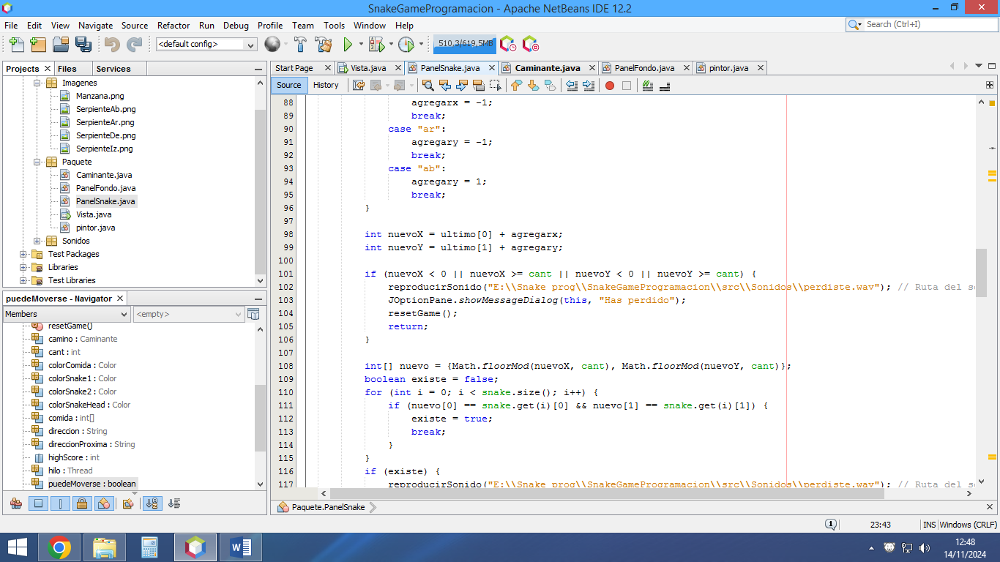 SnakeGameProgramacion - Apache NetBeans IDE 12.2
File Edit View Navigate Source Refactor Run Debug Profile Team Tools Window Help
Search (Ctrl+I)
<default config>
510,3/619,5MB
Projects Files Services
Imagenes
Manzana.png
SerpienteAb.png
SerpienteAr.png
SerpienteDe.png
SerpienteIz.png
Paquete
Caminante.java
PanelFondo.java
PanelSnake.java
Vista.java
pintor.java
Sonidos
Test Packages
Libraries
Test Libraries
puedeMoverse - Navigator
Members
<empty>
resetGame()
camino : Caminante
cant : int
colorComida : Color
colorSnake1 : Color
colorSnake2 : Color
colorSnakeHead : Color
comida : int[]
direccion : String
direccionProxima : String
highScore : int
hilo : Thread
puedeMoverse : boolean
Start Page Vista.java PanelSnake.java Caminante.java PanelFondo.java pintor.java
Source History
88 agregarx = -1;
89 break;
90 case "ar":
91 agregary = -1;
92 break;
93 case "ab":
94 agregary = 1;
95 break;
96 }
97
98 int nuevoX = ultimo[0] + agregarx;
99 int nuevoY = ultimo[1] + agregary;
100
101 if (nuevoX < 0 || nuevoX >= cant || nuevoY < 0 || nuevoY >= cant) {
102 reproducirSonido("E:\\Snake prog\\SnakeGameProgramacion\\src\\Sonidos\\perdiste.wav"); // Ruta del s
103 JOptionPane.showMessageDialog(this, "Has perdido");
104 resetGame();
105 return;
106 }
107
108 int[] nuevo = {Math.floorMod(nuevoX, cant), Math.floorMod(nuevoY, cant)};
109 boolean existe = false;
110 for (int i = 0; i < snake.size(); i++) {
111 if (nuevo[0] == snake.get(i)[0] && nuevo[1] == snake.get(i)[1]) {
112 existe = true;
113 break;
114 }
115 }
116 if (existe) {
117 reproducirSonido("E:\\Snake prog\\SnakeGameProgramacion\\src\\Sonidos\\perdiste.wav"); // Ruta del s
Paquete.PanelSnake
1
23:43
INS
Windows (CRLF)
12:48
14/11/2024